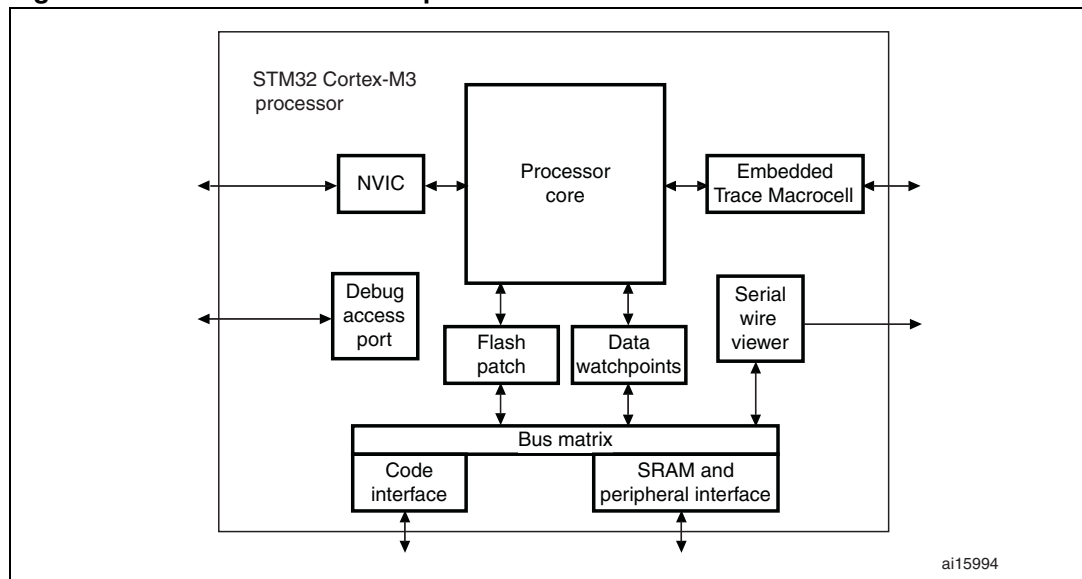 STM32 Cortex-M3
processor
NVIC
Processor
core
Embedded
Trace Macrocell
Debug
access
port
Flash
patch
Data
watchpoints
Serial
wire
viewer
Bus matrix
Code
interface
SRAM and
peripheral interface
ai15994